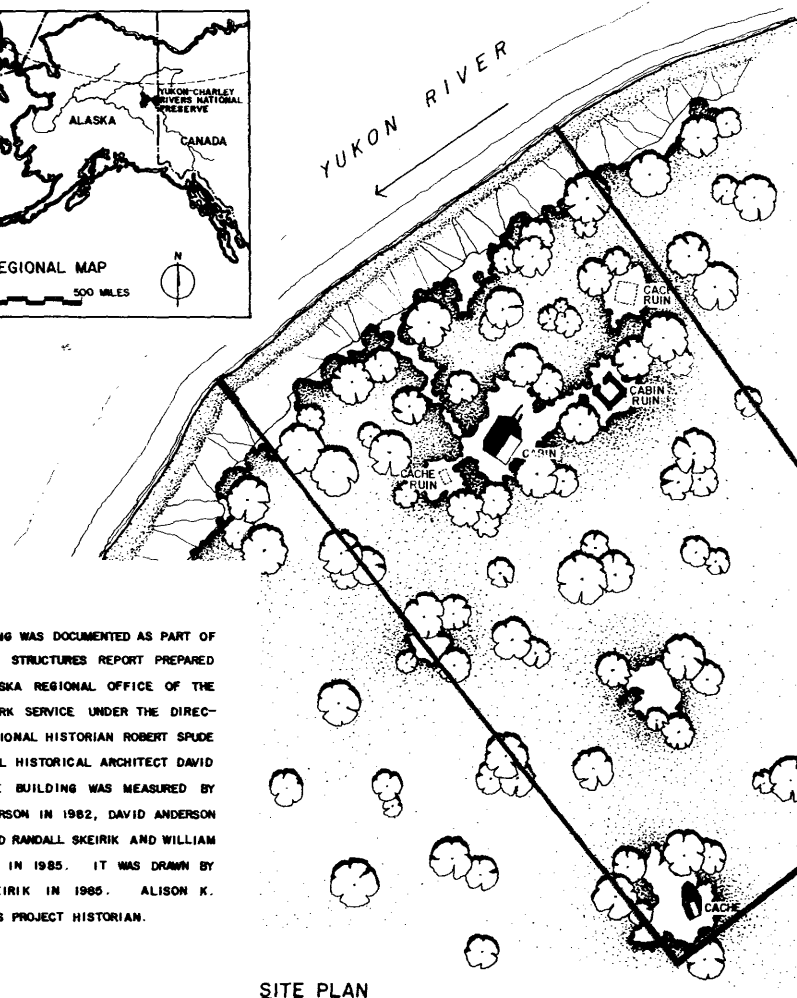 YUKON-CHARLEY
RIVERS NATIONAL
PRESERVE
ALASKA
CANADA
EGIONAL MAP
N
500 MILES
YUKON RIVER
CACHE
RUIN
CABIN
RUIN
CABIN
CACHE
RUIN
CACHE
NG WAS DOCUMENTED AS PART OF
STRUCTURES REPORT PREPARED
SKA REGIONAL OFFICE OF THE
RK SERVICE UNDER THE DIREC-
IONAL HISTORIAN ROBERT SPUDE
L HISTORICAL ARCHITECT DAVID
E BUILDING WAS MEASURED BY
RSON IN 1982, DAVID ANDERSON
D RANDALL SKEIRIK AND WILLIAM
IN 1985. IT WAS DRAWN BY
EIRIK IN 1985. ALISON K.
S PROJECT HISTORIAN.
SITE PLAN